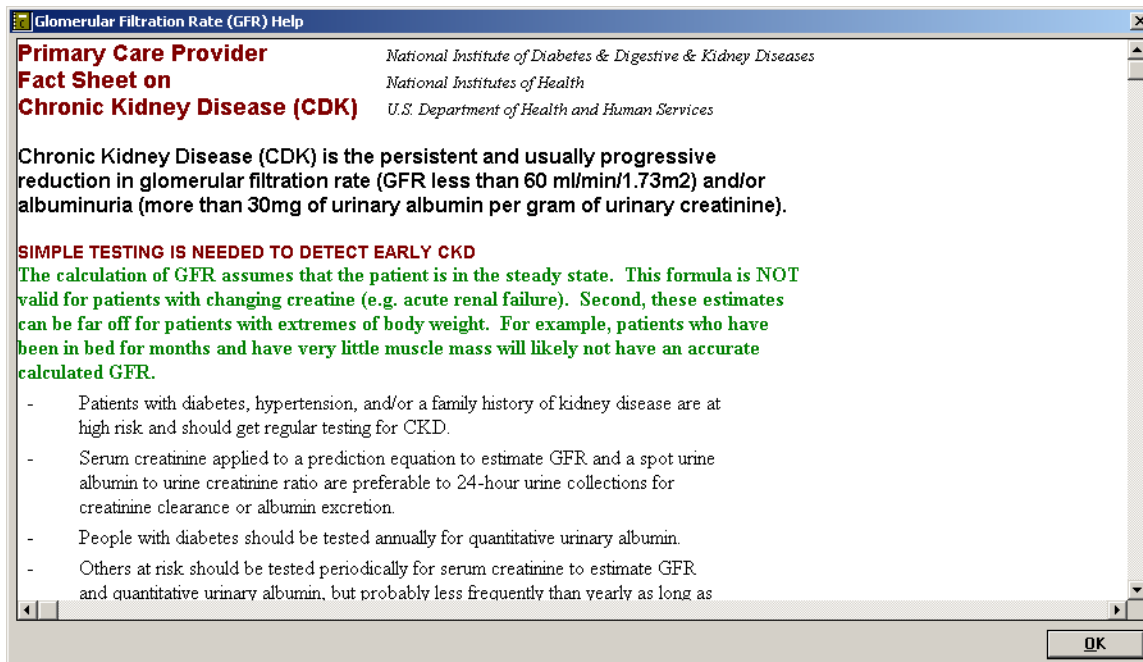 Glomerular Filtration Rate (GFR) Help
Primary Care Provider
Fact Sheet on
Chronic Kidney Disease (CDK)
National Institute of Diabetes & Digestive & Kidney Diseases
National Institutes of Health
U.S. Department of Health and Human Services
Chronic Kidney Disease (CDK) is the persistent and usually progressive
reduction in glomerular filtration rate (GFR less than 60 ml/min/1.73m2) and/or
albuminuria (more than 30mg of urinary albumin per gram of urinary creatinine).
SIMPLE TESTING IS NEEDED TO DETECT EARLY CKD
The calculation of GFR assumes that the patient is in the steady state. This formula is NOT
valid for patients with changing creatine (e.g. acute renal failure). Second, these estimates
can be far off for patients with extremes of body weight. For example, patients who have
been in bed for months and have very little muscle mass will likely not have an accurate
calculated GFR.
- Patients with diabetes, hypertension, and/or a family history of kidney disease are at
high risk and should get regular testing for CKD.
- Serum creatinine applied to a prediction equation to estimate GFR and a spot urine
albumin to urine creatinine ratio are preferable to 24-hour urine collections for
creatinine clearance or albumin excretion.
- People with diabetes should be tested annually for quantitative urinary albumin.
- Others at risk should be tested periodically for serum creatinine to estimate GFR
and quantitative urinary albumin, but probably less frequently than yearly as long as
OK